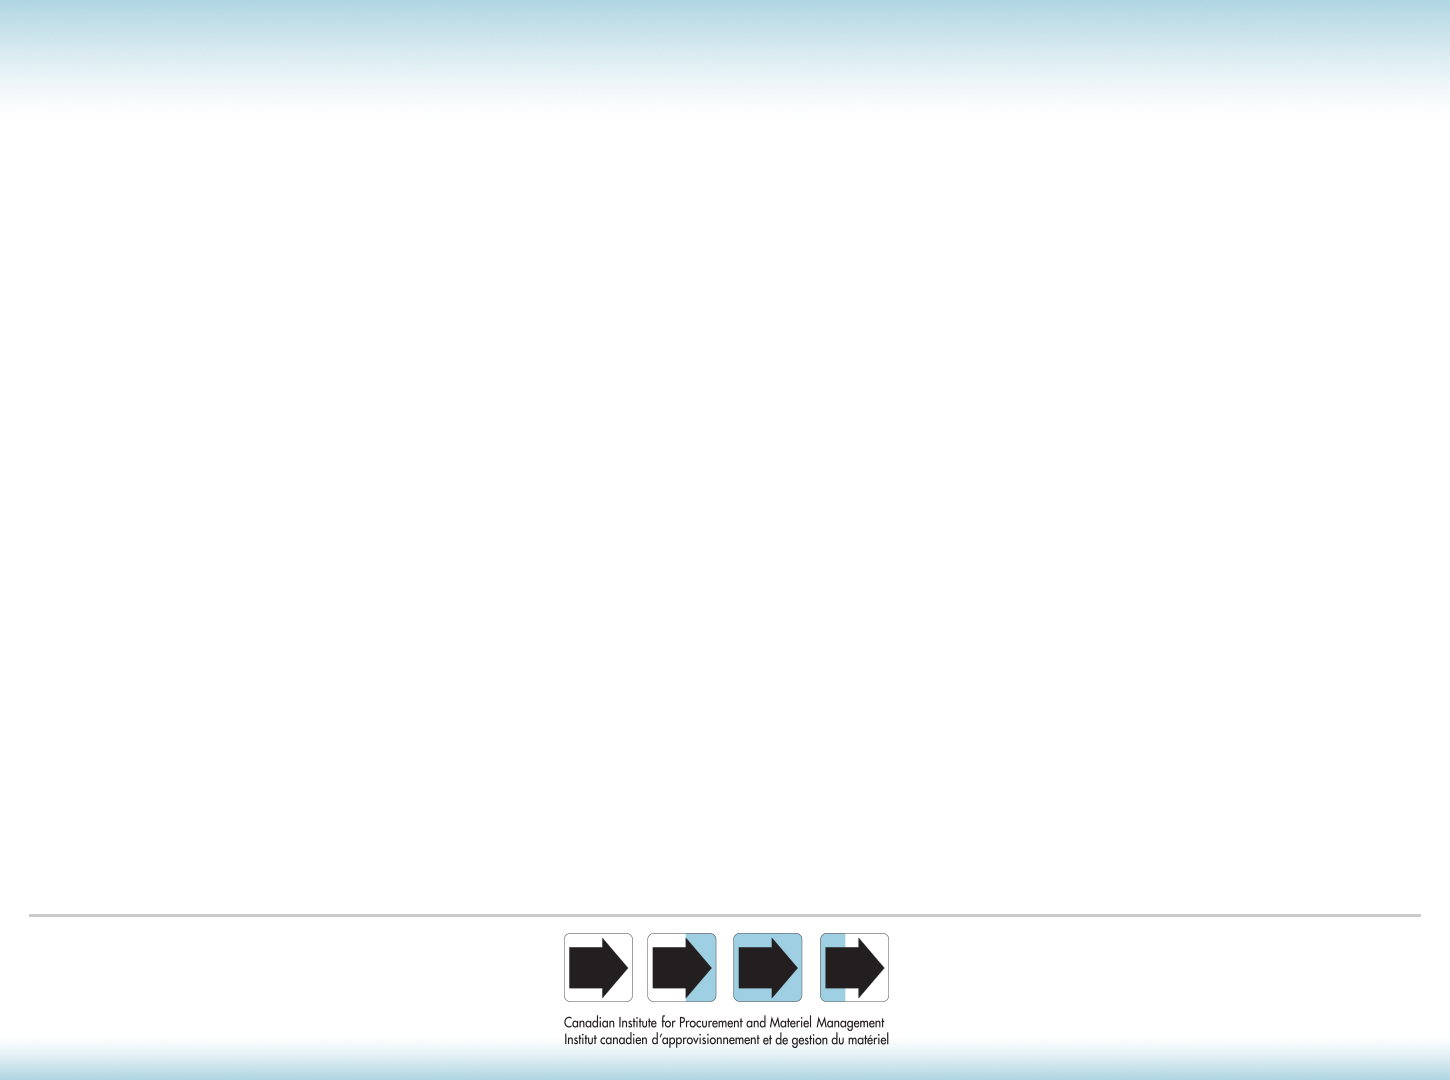 Canadian Institute for Procurement and Materiel Management
Institut canadien d'approvisionnement et de gestion du matériel